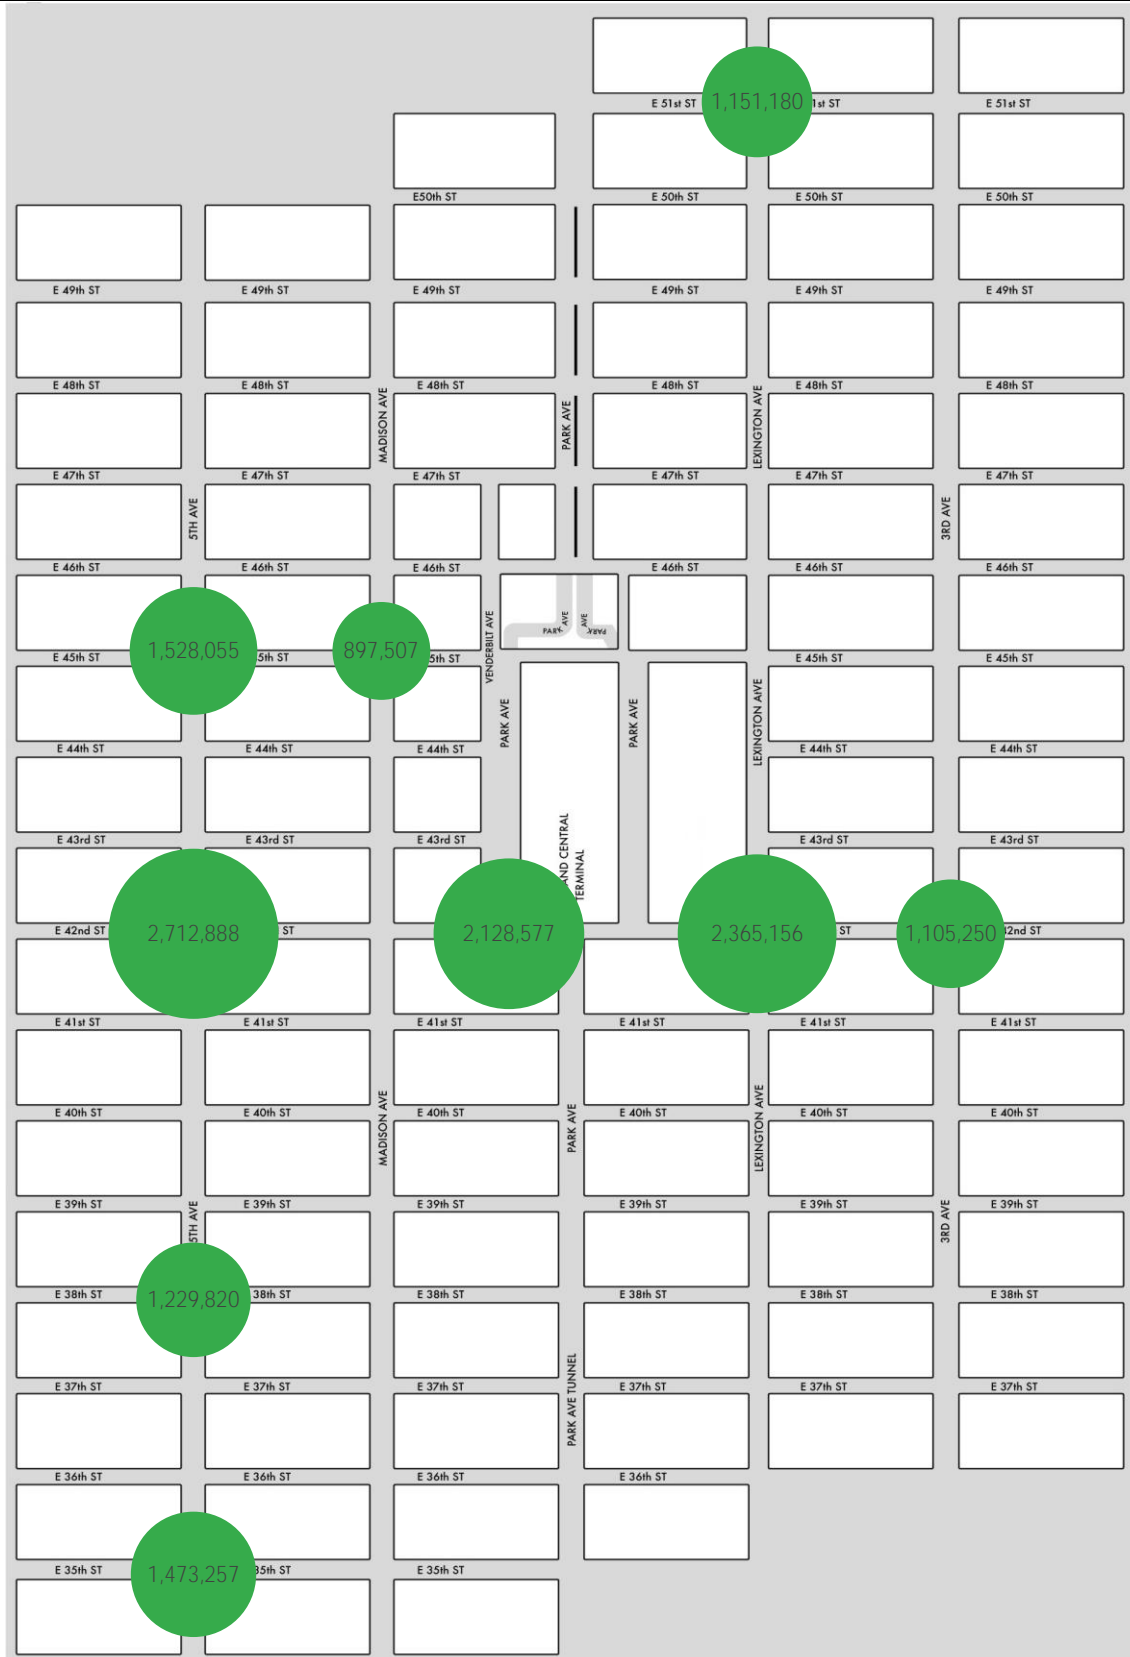 E 51st ST
1,151,180
1st ST
E 51st ST
E50th ST
E 50th ST
E 50th ST
E 50th ST
E 49th ST
E 49th ST
E 49th ST
E 49th ST
E 49th ST
E 49th ST
E 48th ST
E 48th ST
E 48th ST
E 48th ST
E 48th ST
E 48th ST
MADISON AVE
PARK AVE
LEXINGTON AVE
E 47th ST
E 47th ST
E 47th ST
E 47th ST
E 47th ST
E 47th ST
5TH AVE
3RD AVE
E 46th ST
E 46th ST
E 46th ST
E 46th ST
E 46th ST
E 46th ST
VENDERBILT AVE
PARK AVE
AVE PARK
1,528,055
897,507
E 45th ST
5th ST
5th ST
E 45th ST
E 45th ST
PARK AVE
PARK AVE
LEXINGTON AtVE
E 44th ST
E 44th ST
E 44th ST
E 44th ST
E 44th ST
E 43rd ST
E 43rd ST
E 43rd ST
E 43rd ST
E 43rd ST
AND CENTRAL
TERMINAL
E 42nd ST
2,712,888
ST
2,128,577
2,365,156
ST
1,105,250
2nd ST
E 41st ST
E 41st ST
E 41st ST
E 41st ST
E 41st ST
E 41st ST
MADISON AVE
PARK AVE
LEXINGTON AtVE
E 40th ST
E 40th ST
E 40th ST
E 40th ST
E 40th ST
E 40th ST
E 39th ST
E 39th ST
E 39th ST
E 39th ST
E 39th ST
E 39th ST
5TH AVE
3RD AVE
E 38th ST
1,229,820
38th ST
E 38th ST
E 38th ST
E 38th ST
E 38th ST
E 37th ST
E 37th ST
E 37th ST
E 37th ST
E 37th ST
E 37th ST
PARK AVE TUNNEL
E 36th ST
E 36th ST
E 36th ST
E 36th ST
E 35th ST
1,473,257
35th ST
E 35th ST